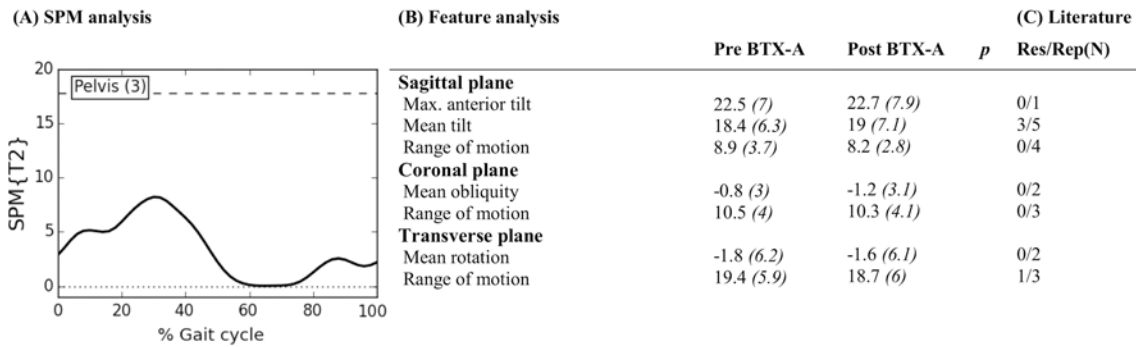 (A) SPM analysis
20
15
10
5
0
SPM{T2}
Pelvis (3)
0 20 40 60 80 100
% Gait cycle
(B) Feature analysis (C) Literature
Pre BTX-A Post BTX-A p Res/Rep(N)
Sagittal plane
Max. anterior tilt 22.5 (7) 22.7 (7.9) 0/1
Mean tilt 18.4 (6.3) 19 (7.1) 3/5
Range of motion 8.9 (3.7) 8.2 (2.8) 0/4
Coronal plane
Mean obliquity -0.8 (3) -1.2 (3.1) 0/2
Range of motion 10.5 (4) 10.3 (4.1) 0/3
Transverse plane
Mean rotation -1.8 (6.2) -1.6 (6.1) 0/2
Range of motion 19.4 (5.9) 18.7 (6) 1/3